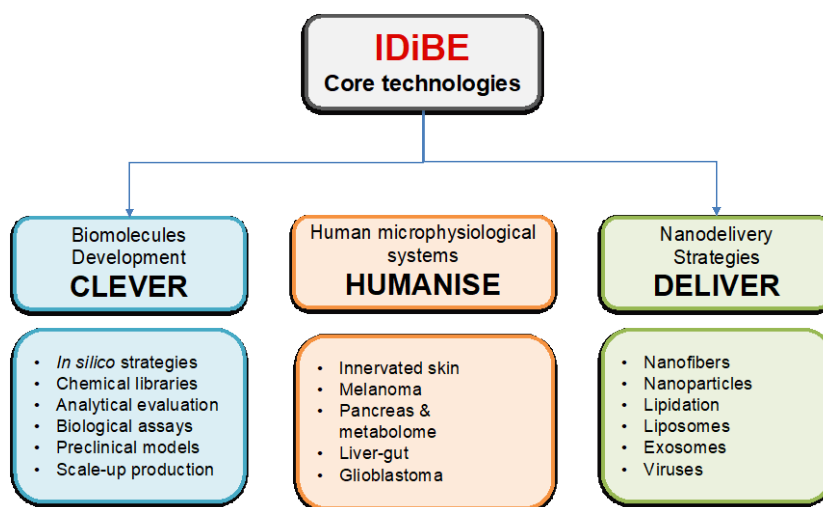 IDiBE
Core technologies
Biomolecules
Development
CLEVER
Human microphysiological
systems
HUMANISE
Nanodelivery
Strategies
DELIVER
• In silico strategies
• Chemical libraries
• Analytical evaluation
• Biological assays
• Preclinical models
• Scale-up production
• Innervated skin
• Melanoma
• Pancreas &
metabolome
• Liver-gut
• Glioblastoma
• Nanofibers
• Nanoparticles
• Lipidation
• Liposomes
• Exosomes
• Viruses